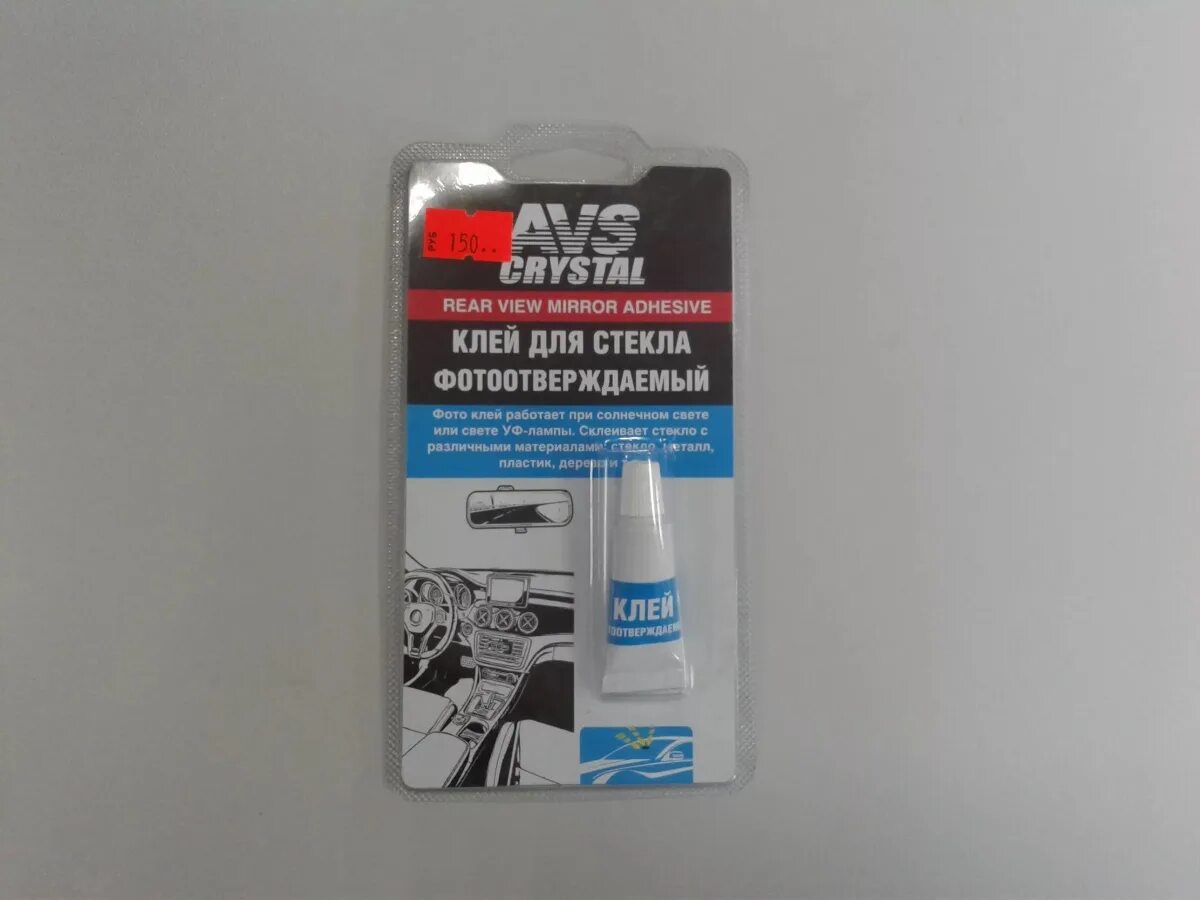 AVS
CRYSTAL
РУБ 150..
REAR VIEW MIRROR ADHESIVE
КЛЕЙ ДЛЯ СТЕКЛА
ФОТООТВЕРЖДАЕМЫЙ
Фото клей работает при солнечном свете
или свете УФ-лампы. Склеивает стекло с
различными материалами: стекло, металл,
пластик, дерево и
КЛЕЙ